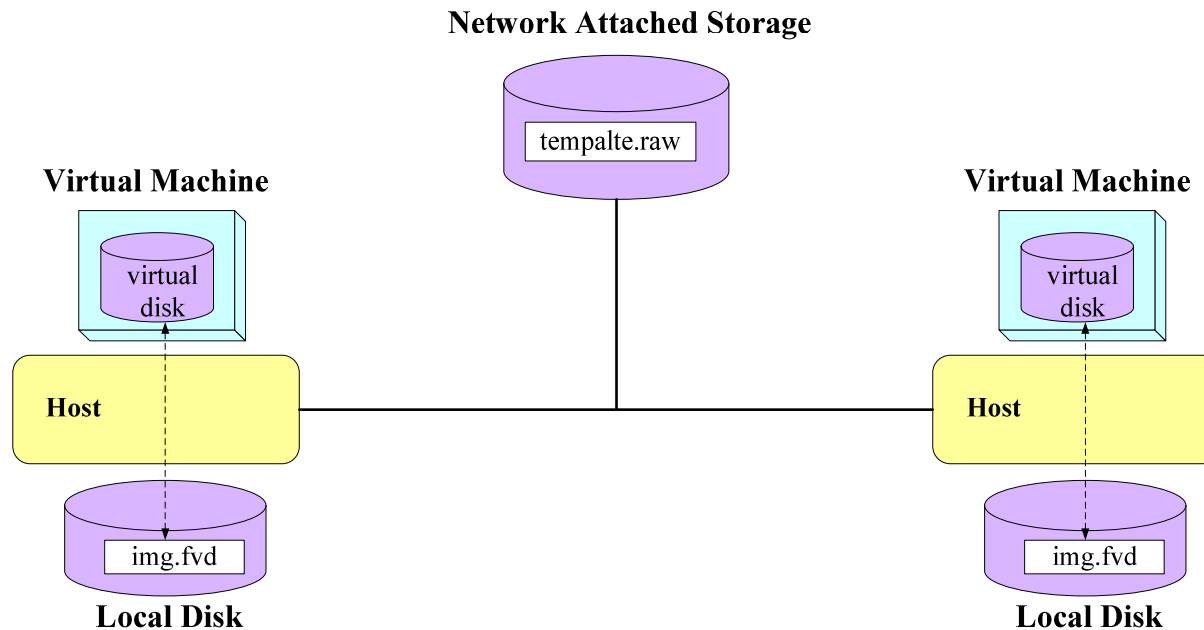 Network Attached Storage
tempalte.raw
Virtual Machine
virtual
disk
Host
img.fvd
Local Disk
Virtual Machine
virtual
disk
Host
img.fvd
Local Disk